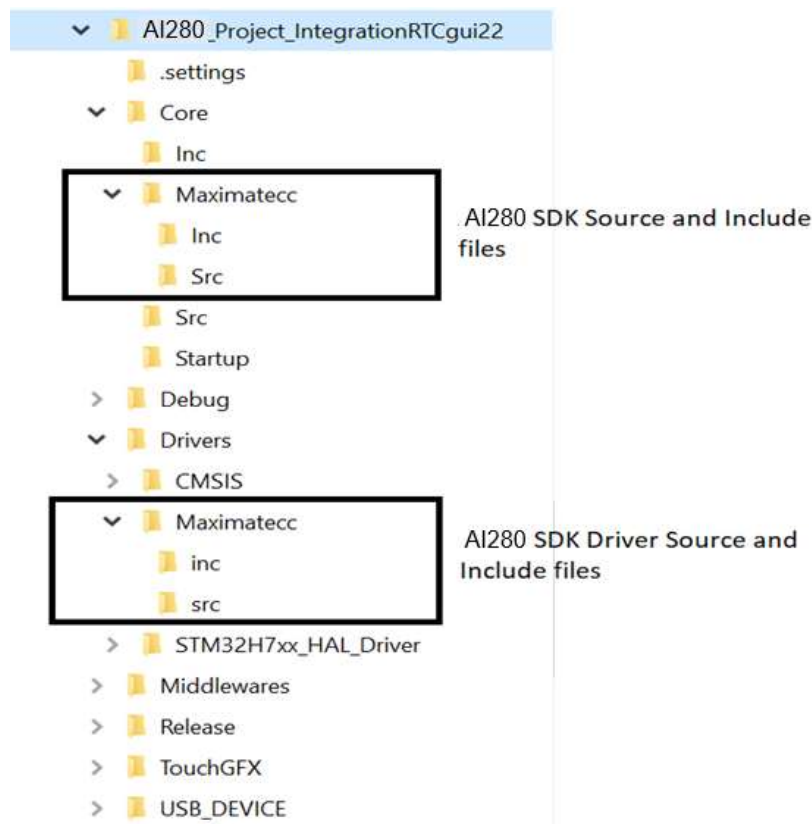 AI280_Project_IntegrationRTCgui22
.settings
Core
Inc
Maximatecc
Inc
Src
Src
Startup
Debug
Drivers
CMSIS
Maximatecc
inc
src
STM32H7xx_HAL_Driver
Middlewares
Release
TouchGFX
USB_DEVICE
AI280 SDK Source and Include
files
AI280 SDK Driver Source and
Include files